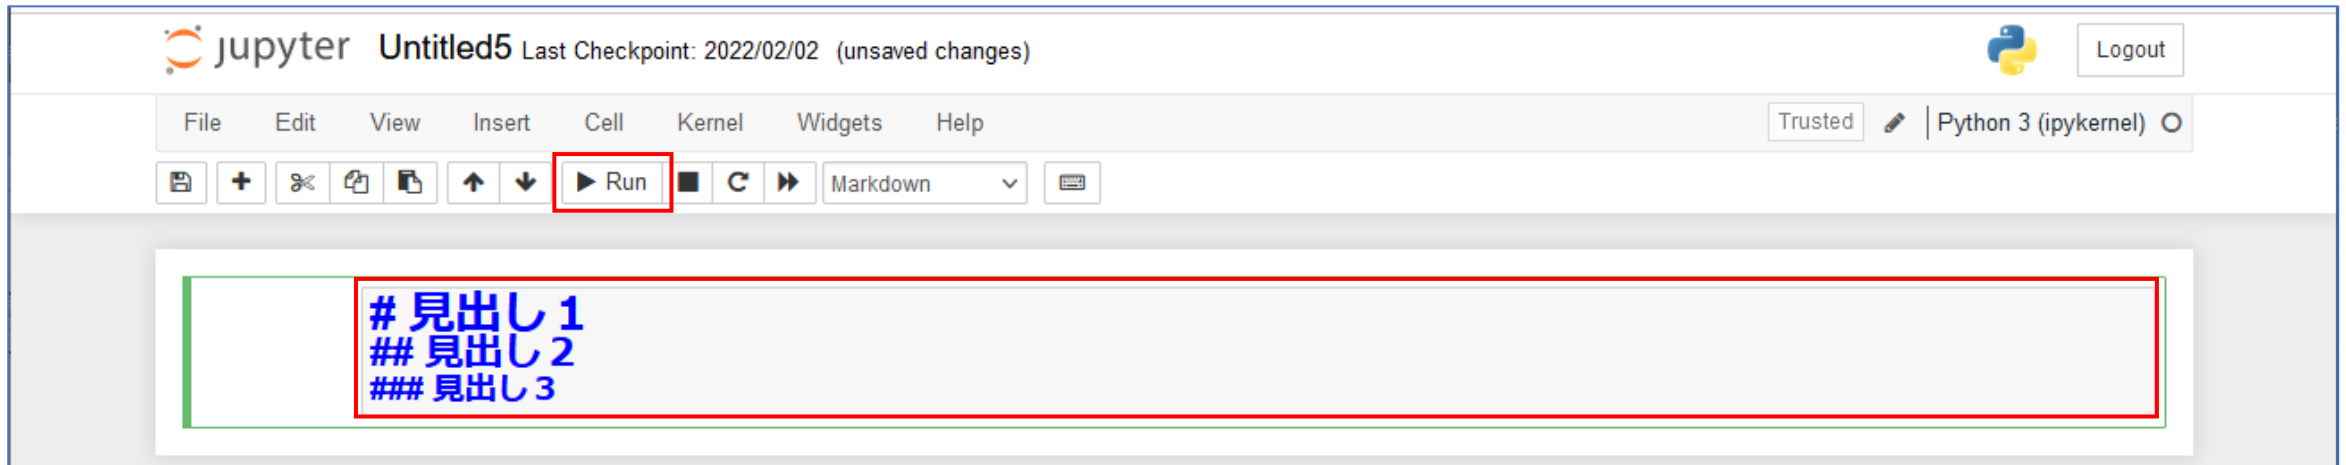 jupyter Untitled5 Last Checkpoint: 2022/02/02 (unsaved changes) Logout
File Edit View Insert Cell Kernel Widgets Help Trusted Python 3 (ipykernel)
Run Markdown
# 見出し１
## 見出し２
### 見出し３